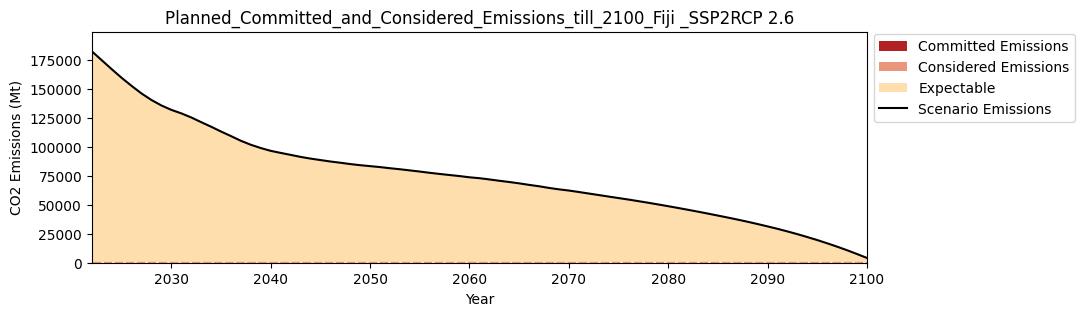 Planned_Committed_and_Considered_Emissions_till_2100_Fiji _SSP2RCP 2.6
CO2 Emissions (Mt)
175000
150000
125000
100000
75000
50000
25000
0
2030 2040 2050 2060 2070 2080 2090 2100
Year
Committed Emissions
Considered Emissions
Expectable
Scenario Emissions